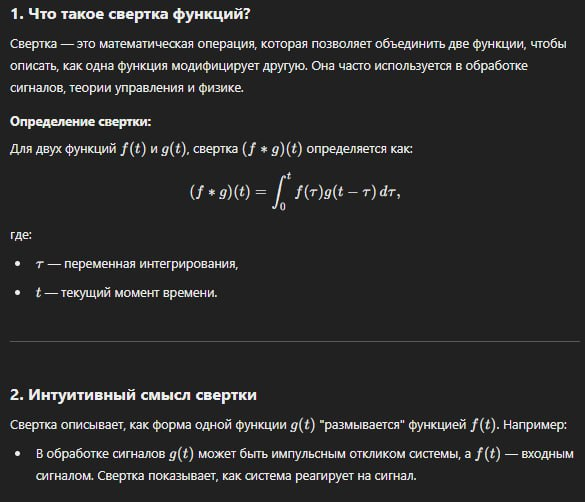 1. Что такое свертка функций?
Свертка — это математическая операция, которая позволяет объединить две функции, чтобы
описать, как одна функция модифицирует другую. Она часто используется в обработке
сигналов, теории управления и физике.
Определение свертки:
Для двух функций f(t) и g(t), свертка (f ∗ g)(t) определяется как:
(f ∗ g)(t) = ∫₀ᵗ f(τ)g(t − τ) dτ,
где:
• τ — переменная интегрирования,
• t — текущий момент времени.
2. Интуитивный смысл свертки
Свертка описывает, как форма одной функции g(t) "размывается" функцией f(t). Например:
• В обработке сигналов g(t) может быть импульсным откликом системы, а f(t) — входным
сигналом. Свертка показывает, как система реагирует на сигнал.